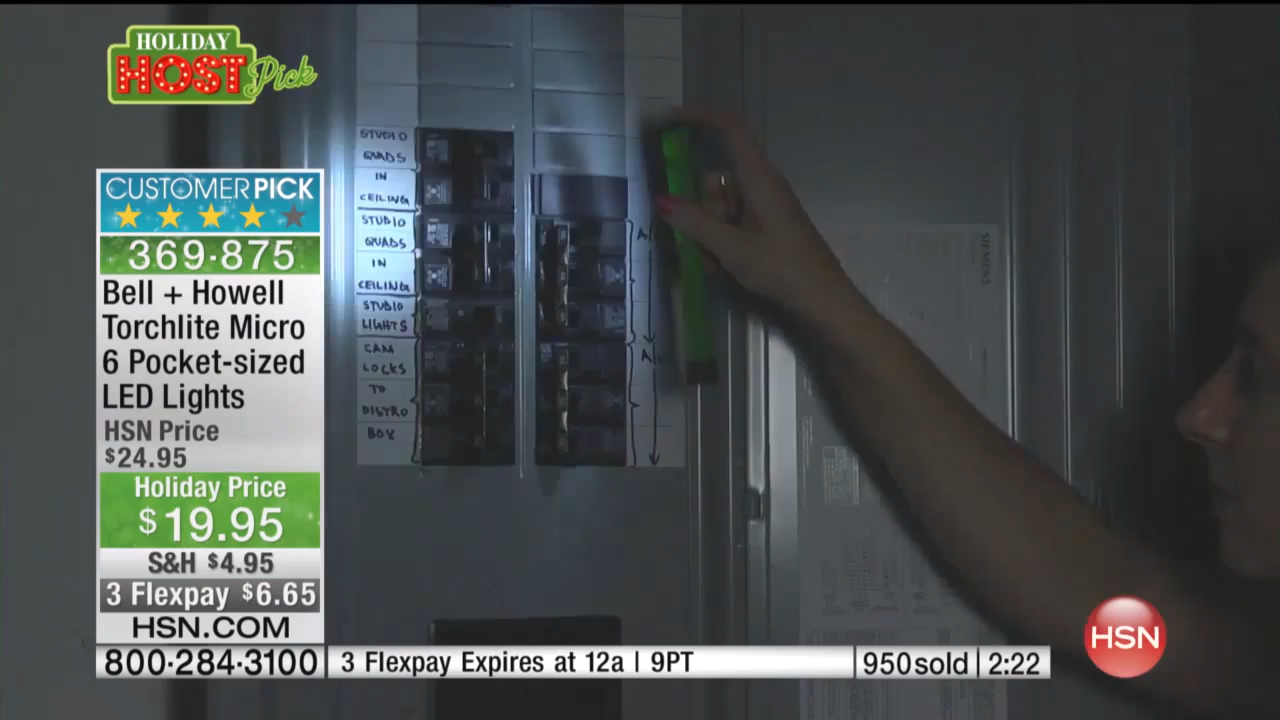 HOLIDAY
HOST Pick
CUSTOMER PICK
369·875
Bell + Howell
Torchlite Micro
6 Pocket-sized
LED Lights
HSN Price
$24.95
Holiday Price
$19.95
S&H $4.95
3 Flexpay $6.65
HSN.COM
800·284·3100
3 Flexpay Expires at 12a | 9PT
950 sold | 2:22
HSN
STUDIO
QUADS
IN
CEILING
STUDIO
QUADS
IN
CEILING
STUDIO
LIGHTS
CAM
LOCKS
TO
DISTRO
BOX
A
A
SIEMENS